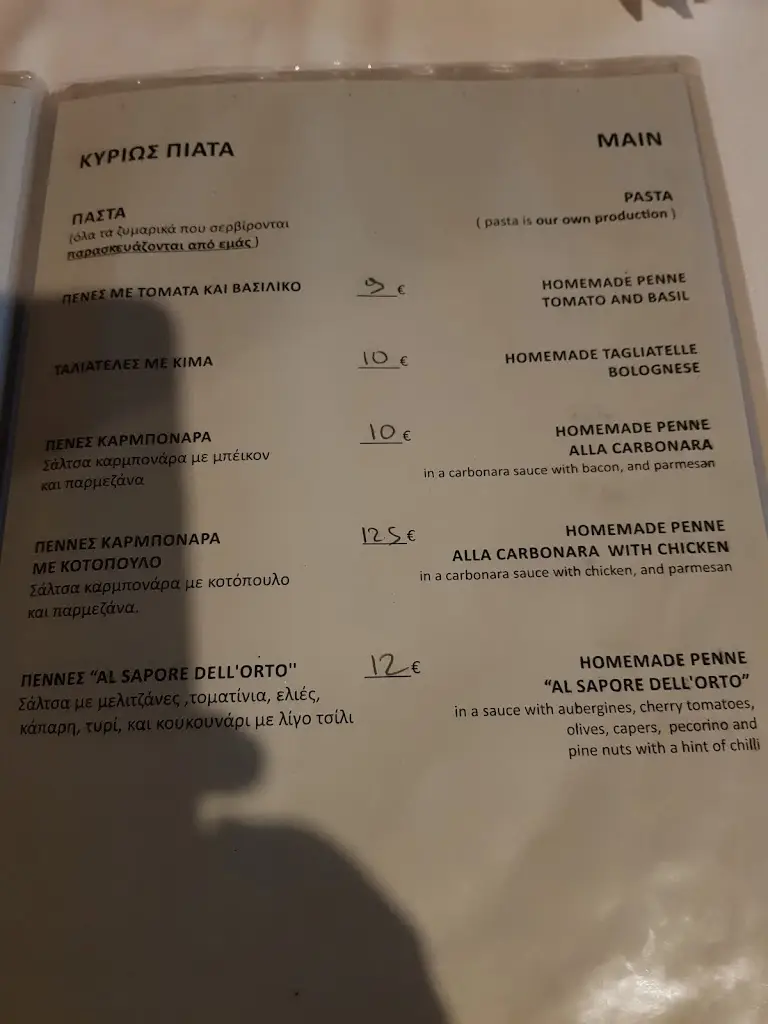 ΚΥΡΙΩΣ ΠΙΑΤΑ
MAIN
ΠΑΣΤΑ
(όλα τα ζυμαρικά που σερβίρονται
παρασκευάζονται από εμάς)
PASTA
( pasta is our own production )
ΠΕΝΕΣ ΜΕ ΤΟΜΑΤΑ ΚΑΙ ΒΑΣΙΛΙΚΟ
9 €
HOMEMADE PENNE
TOMATO AND BASIL
ΤΑΛΙΑΤΕΛΕΣ ΜΕ ΚΙΜΑ
10 €
HOMEMADE TAGLIATELLE
BOLOGNESE
ΠΕΝΕΣ ΚΑΡΜΠΟΝΑΡΑ
Σάλτσα καρμπονάρα με μπέικον
και παρμεζάνα
10 €
HOMEMADE PENNE
ALLA CARBONARA
in a carbonara sauce with bacon, and parmesan
ΠΕΝΝΕΣ ΚΑΡΜΠΟΝΑΡΑ
ΜΕ ΚΟΤΟΠΟΥΛΟ
Σάλτσα καρμπονάρα με κοτόπουλο
και παρμεζάνα.
125 €
HOMEMADE PENNE
ALLA CARBONARA WITH CHICKEN
in a carbonara sauce with chicken, and parmesan
ΠΕΝΝΕΣ “AL SAPORE DELL'ORTO"
Σάλτσα με μελιτζάνες ,τοματίνια, ελιές,
κάπαρη, τυρί, και κουκουνάρι με λίγο τσίλι
12 €
HOMEMADE PENNE
“AL SAPORE DELL'ORTO”
in a sauce with aubergines, cherry tomatoes,
olives, capers, pecorino and
pine nuts with a hint of chilli